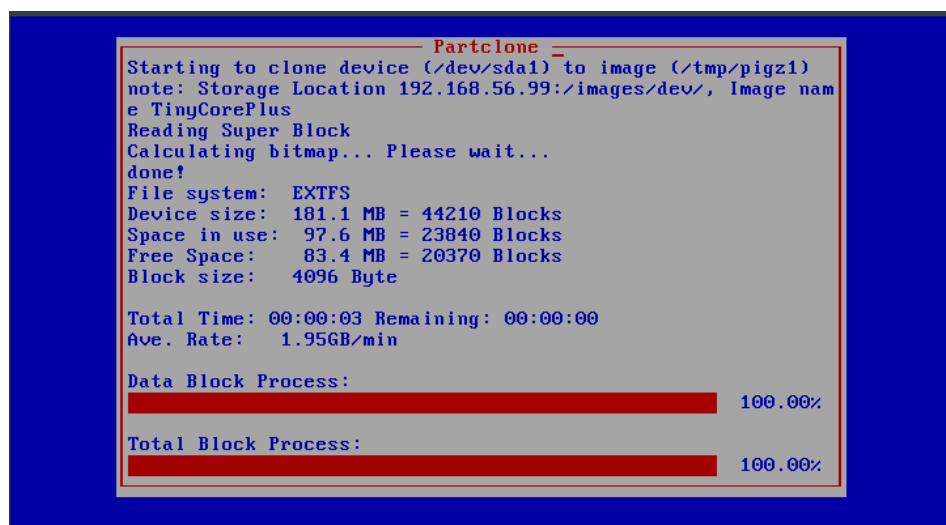 Partclone
Starting to clone device (/dev/sda1) to image (/tmp/pigz1)
note: Storage Location 192.168.56.99:/images/dev/, Image nam
e TinyCorePlus
Reading Super Block
Calculating bitmap... Please wait...
done!
File system:  EXTFS
Device size:  181.1 MB = 44210 Blocks
Space in use:  97.6 MB = 23840 Blocks
Free Space:    83.4 MB = 20370 Blocks
Block size:   4096 Byte
Total Time: 00:00:03 Remaining: 00:00:00
Ave. Rate:   1.95GB/min
Data Block Process:
100.00%
Total Block Process:
100.00%